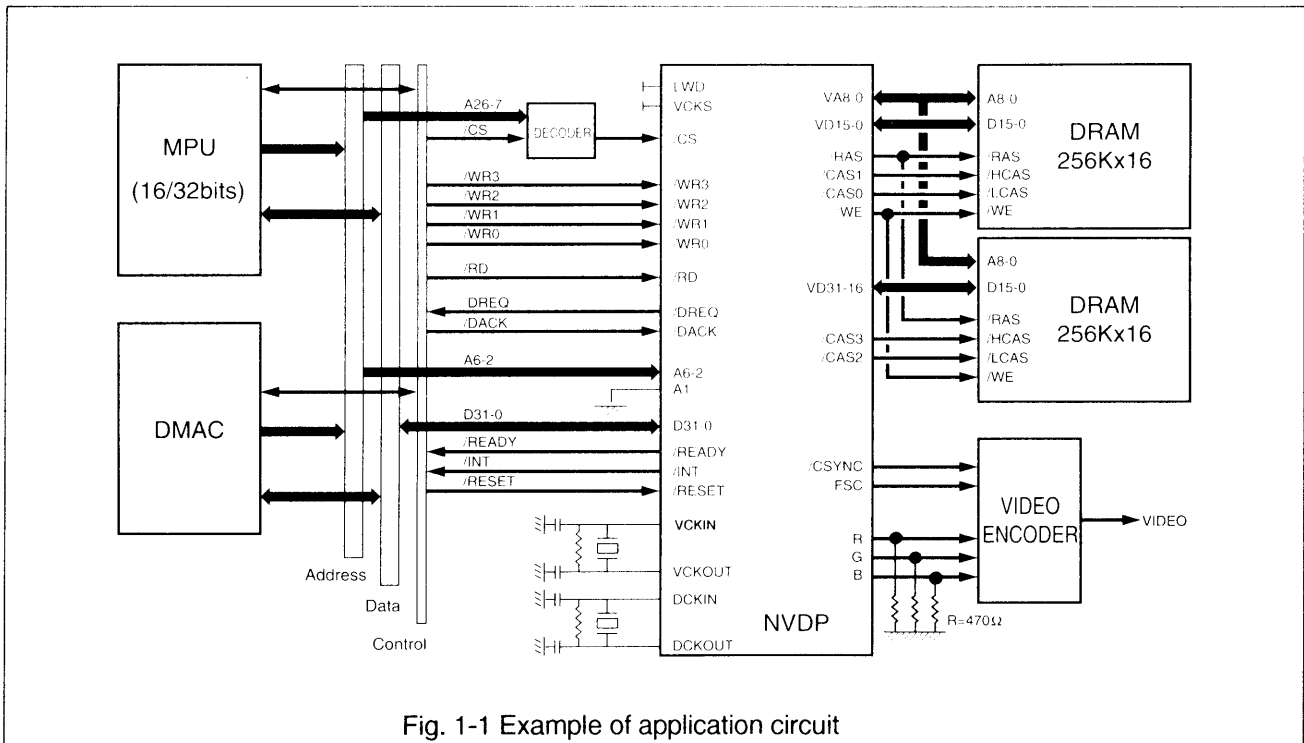 MPU
(16/32bits)
DMAC
Address
Data
Control
A26-7
/CS
DECODER
/WR3
/WR2
/WR1
/WR0
/RD
DREQ
/DACK
A6-2
D31-0
/READY
/INT
/RESET
LWD
VCKS
/CS
/WR3
/WR2
/WR1
/WR0
/RD
/DREQ
/DACK
A6-2
A1
D31-0
/READY
/INT
/RESET
VCKIN
VCKOUT
DCKIN
DCKOUT
NVDP
VA8-0
VD15-0
/HAS
/CAS1
/CAS0
WE
VD31-16
/CAS3
/CAS2
/CSYNC
FSC
R
G
B
R=470Ω
A8-0
D15-0
/RAS
/HCAS
/LCAS
/WE
DRAM
256Kx16
A8-0
D15-0
/RAS
/HCAS
/LCAS
/WE
DRAM
256Kx16
VIDEO
ENCODER
VIDEO
Fig. 1-1 Example of application circuit